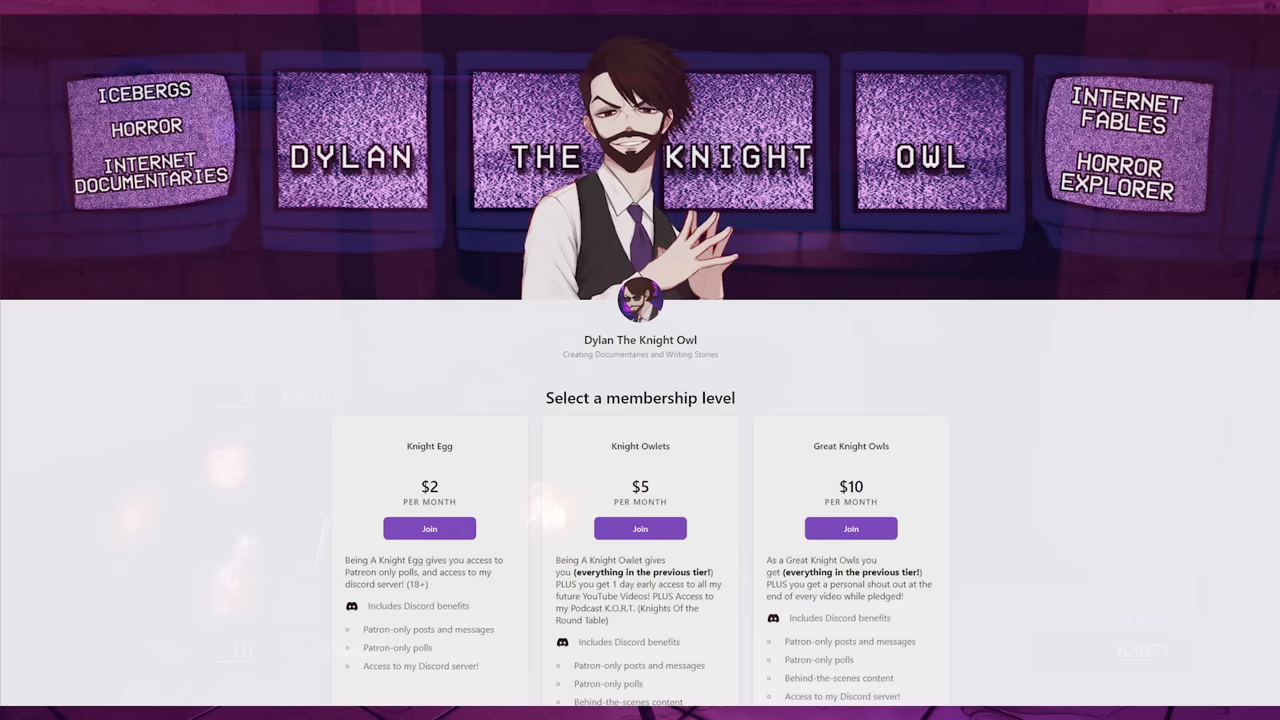 ICEBERGS
HORROR
INTERNET
DOCUMENTARIES
DYLAN
THE
KNIGHT
OWL
INTERNET
FABLES
HORROR
EXPLORER
Dylan The Knight Owl
Creating Documentaries and Writing Stories
Select a membership level
Knight Egg
$2
PER MONTH
Join
Being A Knight Egg gives you access to
Patreon only polls, and access to my
discord server! (18+)
Includes Discord benefits
Patron-only posts and messages
Patron-only polls
Access to my Discord server!
Knight Owlets
$5
PER MONTH
Join
Being A Knight Owlet gives
you (everything in the previous tier!)
PLUS you get 1 day early access to all my
future YouTube Videos! PLUS Access to
my Podcast K.O.R.T. (Knights Of the
Round Table)
Includes Discord benefits
Patron-only posts and messages
Patron-only polls
Behind-the-scenes content
Great Knight Owls
$10
PER MONTH
Join
As a Great Knight Owls you
get (everything in the previous tier!)
PLUS you get a personal shout out at the
end of every video while pledged!
Includes Discord benefits
Patron-only posts and messages
Patron-only polls
Behind-the-scenes content
Access to my Discord server!